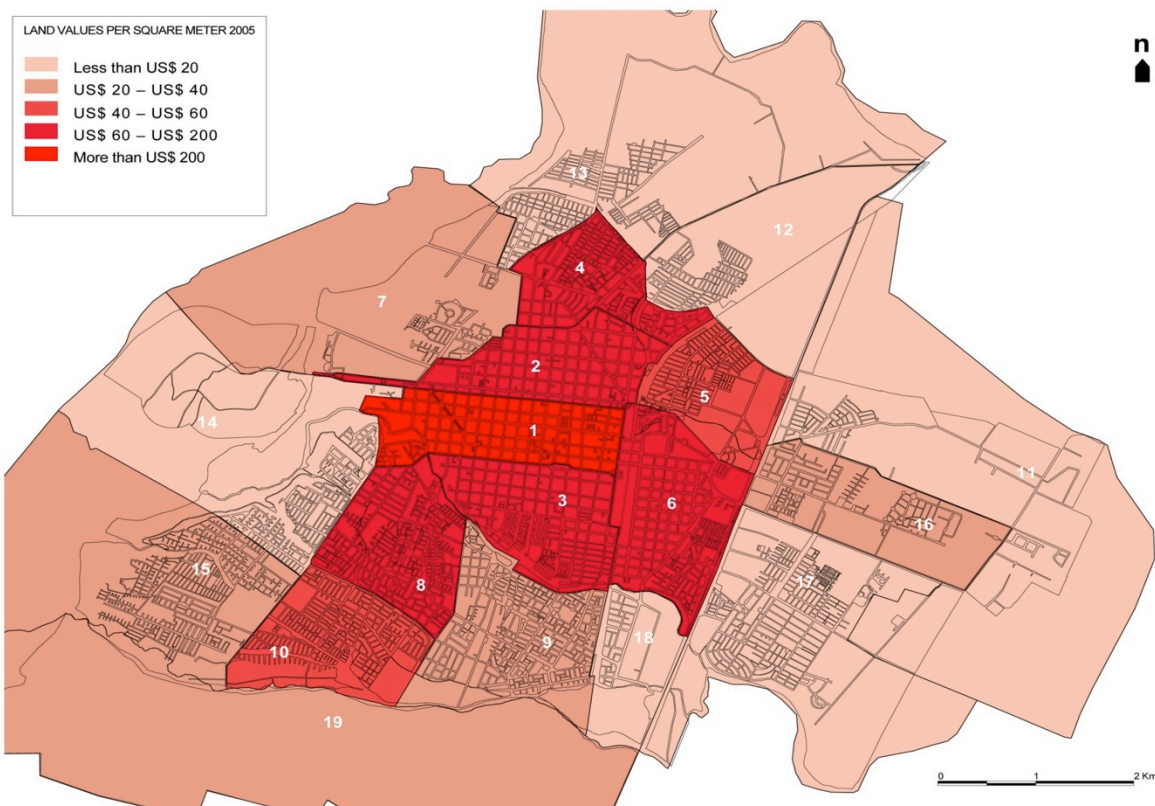 LAND VALUES PER SQUARE METER 2005
Less than US$ 20
US$ 20 – US$ 40
US$ 40 – US$ 60
US$ 60 – US$ 200
More than US$ 200
n
13
12
4
7
2
5
14
1
11
3
6
16
15
8
17
10
9
18
19
0 1 2 Km